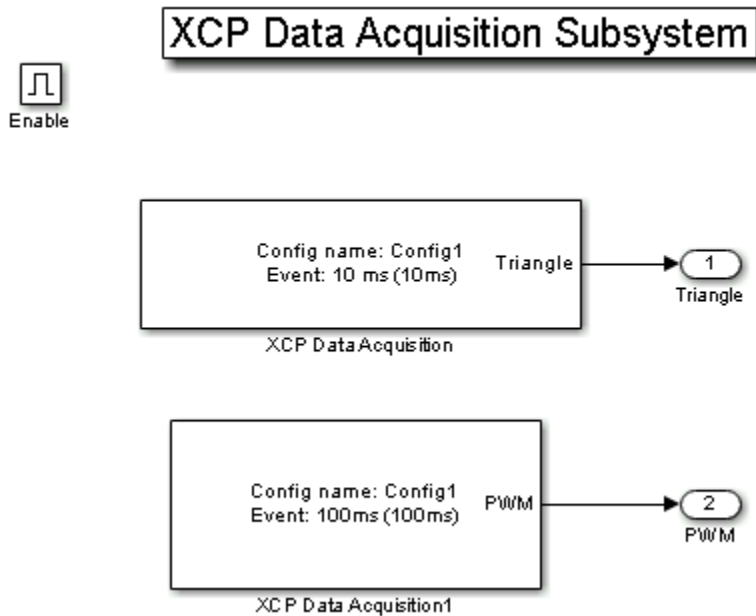 XCP Data Acquisition Subsystem
Enable
Config name: Config1
Event: 10 ms (10ms)
Triangle
1
Triangle
XCP Data Acquisition
Config name: Config1
Event: 100ms (100ms)
PWM
2
PWM
XCP Data Acquisition1